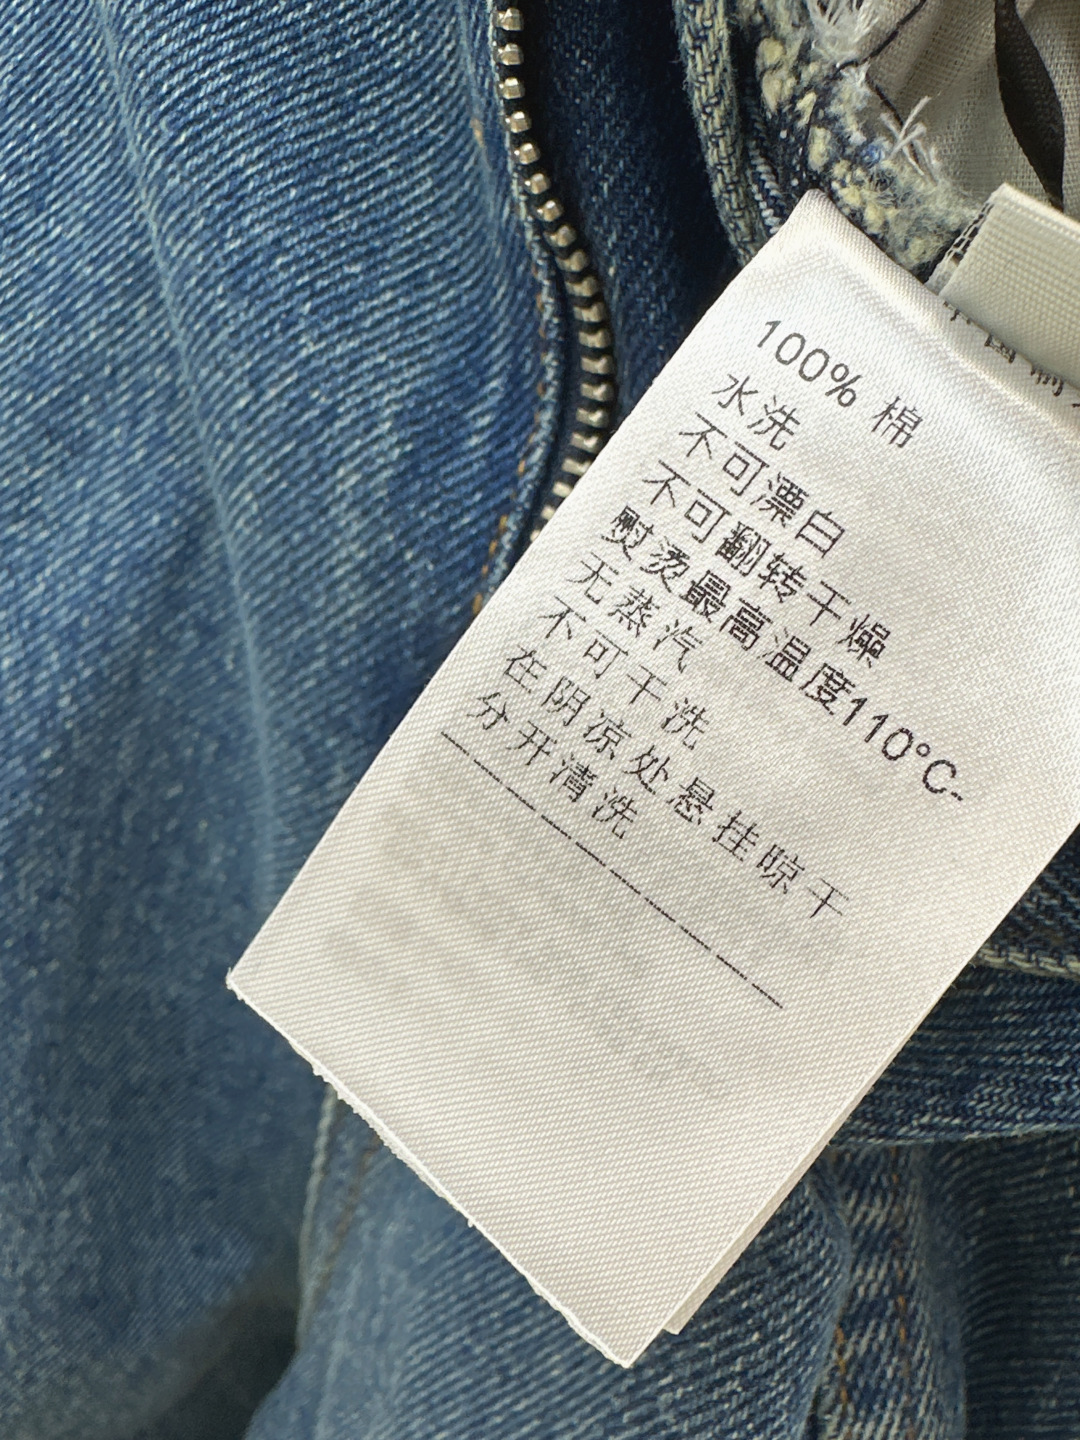 100% 棉
水洗
不可漂白
不可翻转干燥
熨烫最高温度110°C-
无蒸汽
不可干洗
在阴凉处悬挂晾干
分开清洗